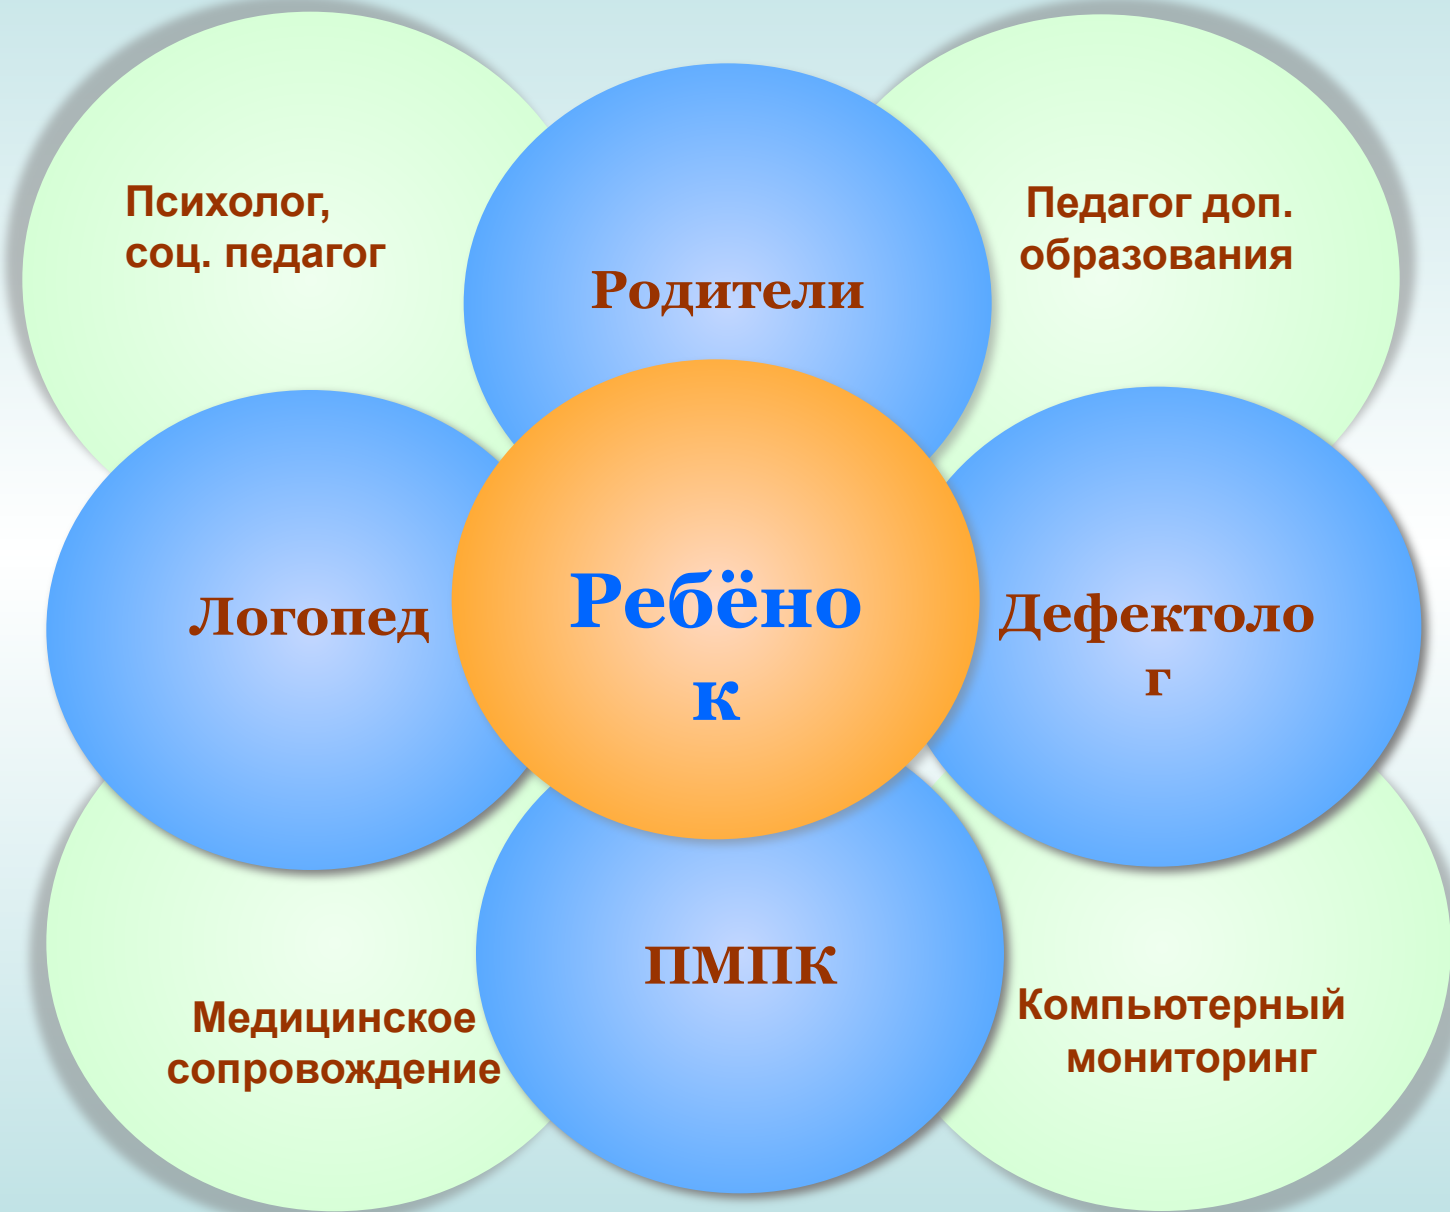 Психолог,
соц. педагог
Родители
Педагог доп.
образования
Логопед
Ребёно
к
Дефектоло
г
Медицинское
сопровождение
ПМПК
Компьютерный
мониторинг